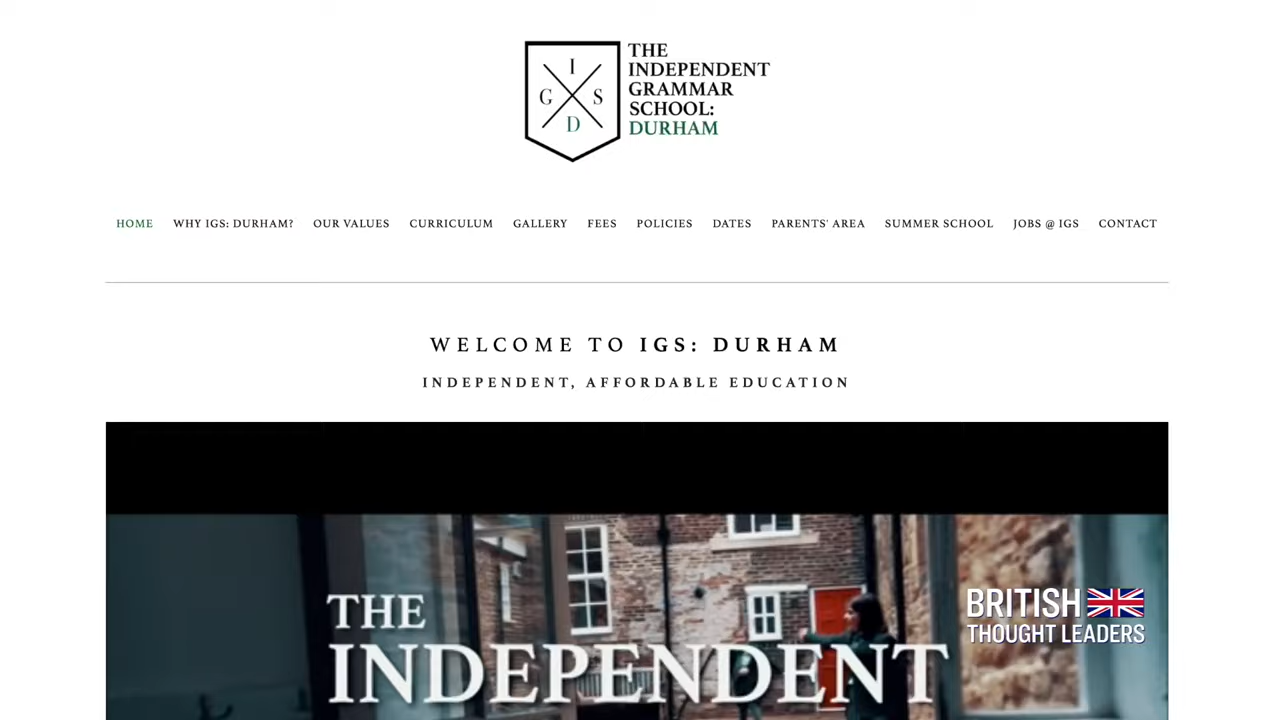 I
G S
D
THE
INDEPENDENT
GRAMMAR
SCHOOL:
DURHAM
HOME WHY IGS: DURHAM? OUR VALUES CURRICULUM GALLERY FEES POLICIES DATES PARENTS' AREA SUMMER SCHOOL JOBS @ IGS CONTACT
WELCOME TO IGS: DURHAM
INDEPENDENT, AFFORDABLE EDUCATION
THE
INDEPENDENT
BRITISH
THOUGHT LEADERS